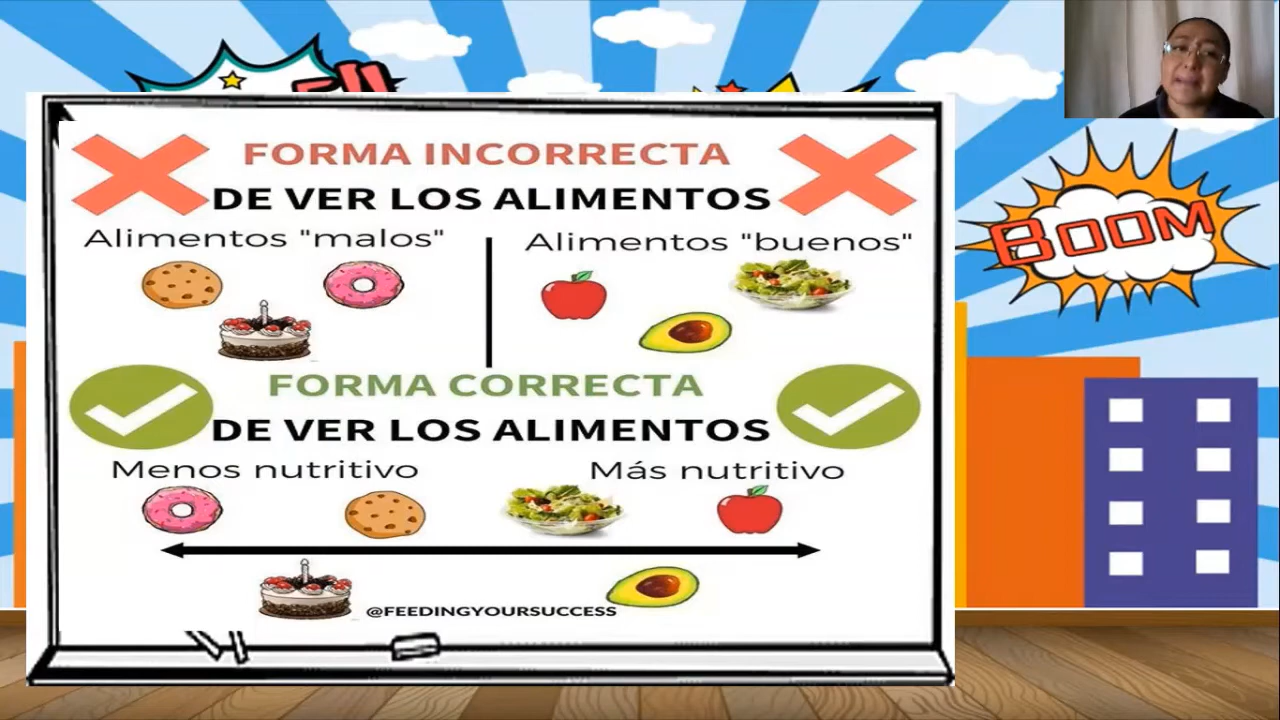 FORMA INCORRECTA
DE VER LOS ALIMENTOS
Alimentos "malos"
Alimentos "buenos"
FORMA CORRECTA
DE VER LOS ALIMENTOS
Menos nutritivo
Más nutritivo
@FEEDINGYOURSUCCESS
BOOM